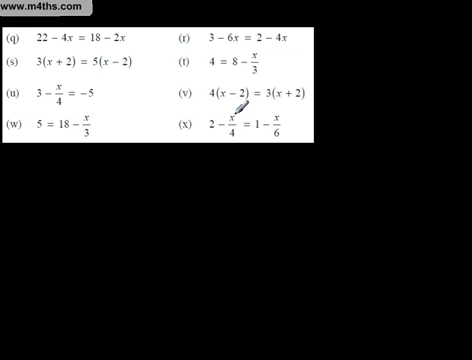 www.m4ths.com
(q) 22 − 4x = 18 − 2x (r) 3 − 6x = 2 − 4x
(s) 3(x + 2) = 5(x − 2) (t) 4 = 8 − x/3
(u) 3 − x/4 = −5 (v) 4(x − 2) = 3(x + 2)
(w) 5 = 18 − x/3 (x) 2 − x/4 = 1 − x/6